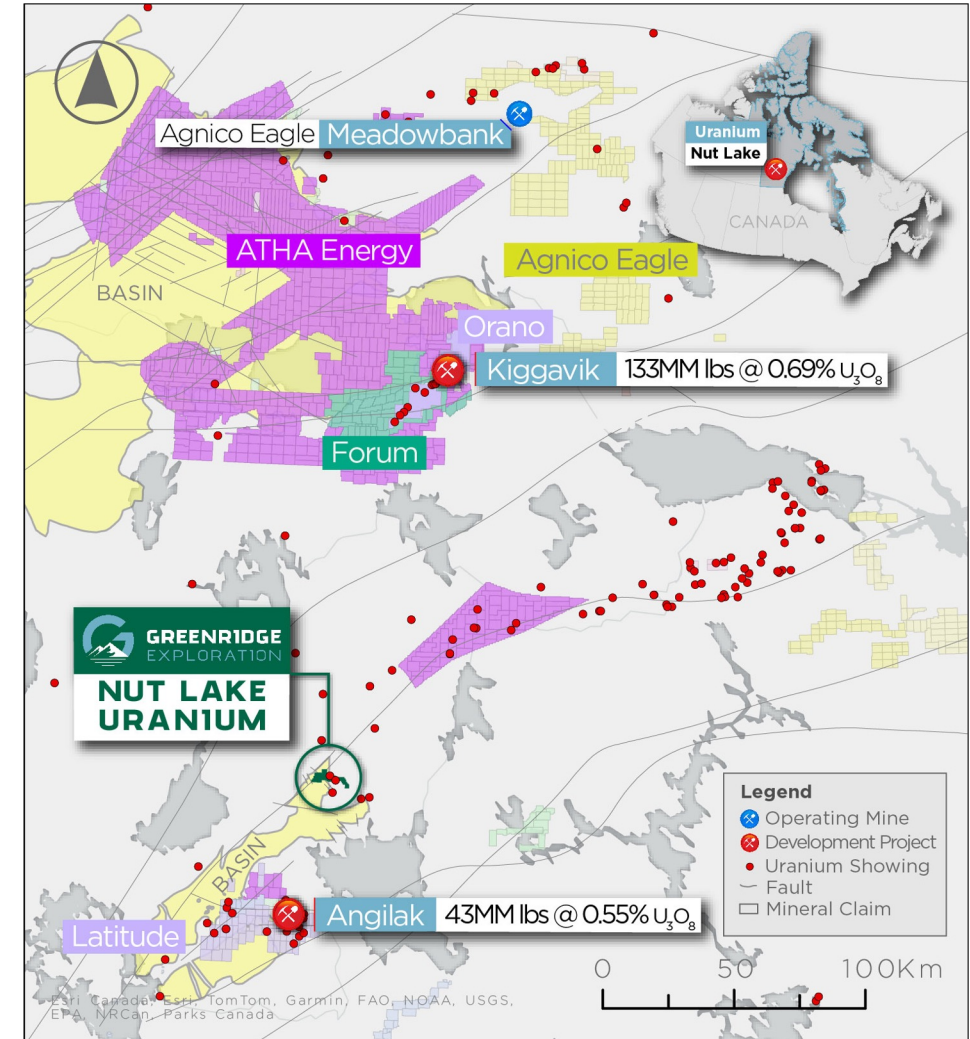 Agnico Eagle Meadowbank
Uranium
Nut Lake
CANADA
ATHA Energy
Agnico Eagle
BASIN
Orano
Kiggavik 133MM lbs @ 0.69% U₃O₈
Forum
GREENR1DGE
EXPLORATION
NUT LAKE
URAN1UM
BASIN
Angilak 43MM lbs @ 0.55% U₃O₈
Latitude
Legend
Operating Mine
Development Project
Uranium Showing
Fault
Mineral Claim
0 50 100Km
Esri Canada, Esri, TomTom, Garmin, FAO, NOAA, USGS,
EPA, NRCan, Parks Canada